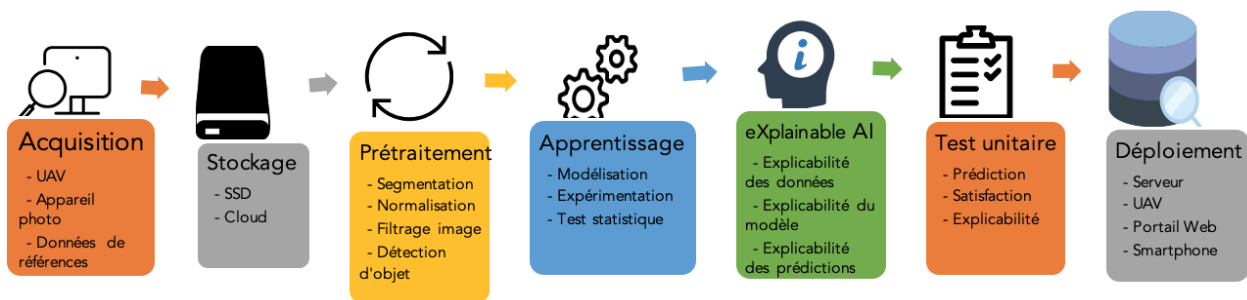 Acquisition
- UAV
- Appareil
photo
- Données de
références
Stockage
- SSD
- Cloud
Prétraitement
- Segmentation
- Normalisation
- Filtrage image
- Détection
d'objet
Apprentissage
- Modélisation
- Expérimentation
- Test statistique
i
eXplainable AI
- Explicabilité
des données
- Explicabilité du
modèle
- Explicabilité
des prédictions
Test unitaire
- Prédiction
- Satisfaction
- Explicabilité
Déploiement
- Serveur
- UAV
- Portail Web
- Smartphone